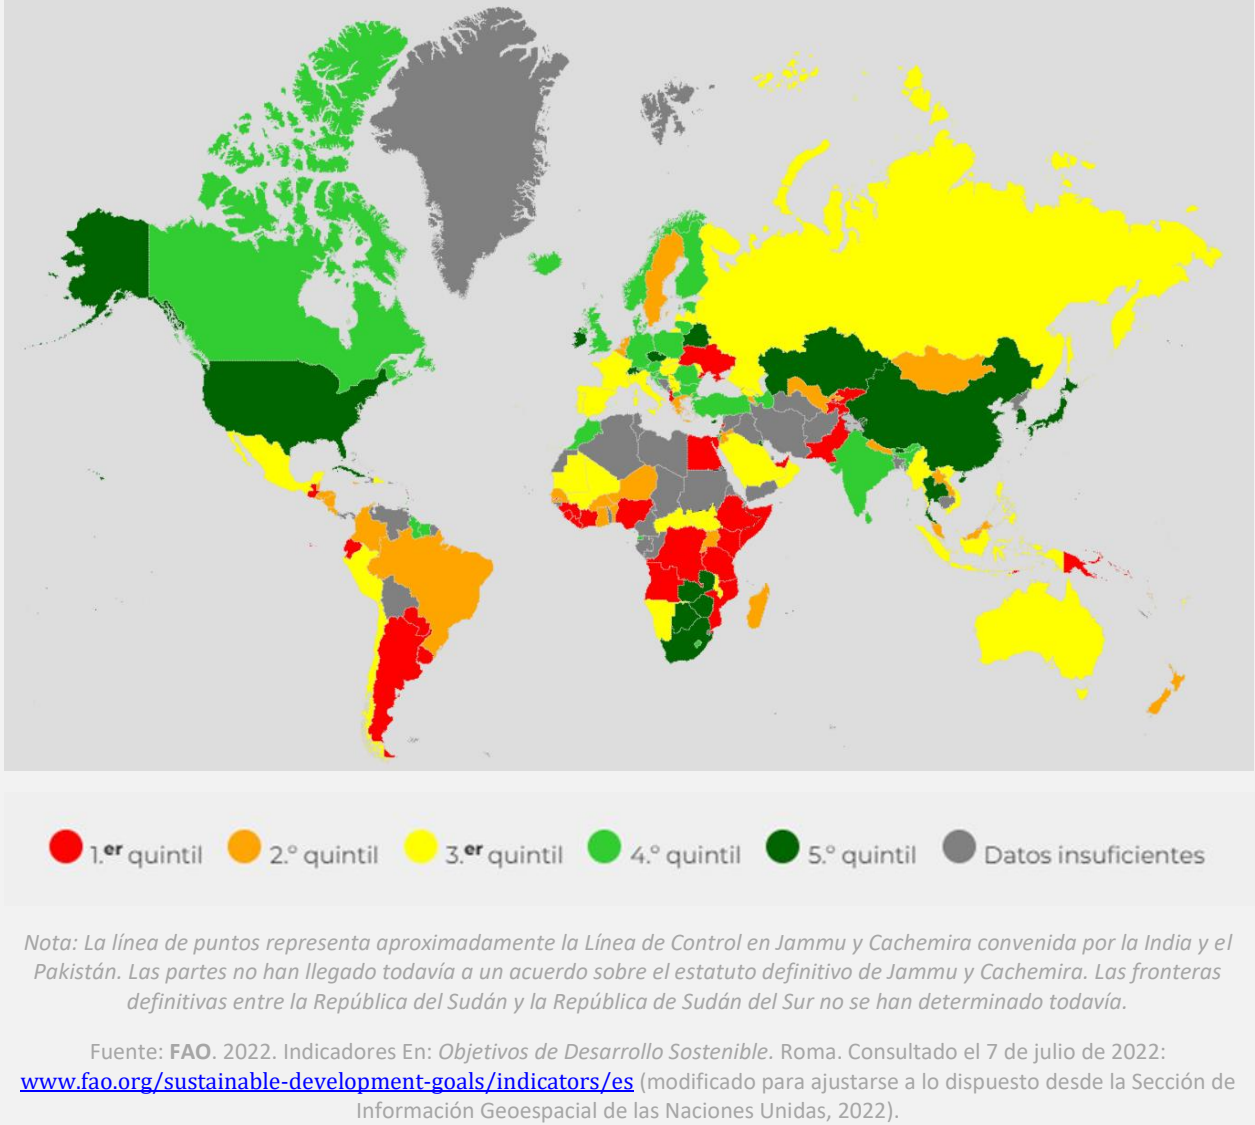 1.er quintil 2.º quintil 3.er quintil 4.º quintil 5.º quintil Datos insuficientes
Nota: La línea de puntos representa aproximadamente la Línea de Control en Jammu y Cachemira convenida por la India y el
Pakistán. Las partes no han llegado todavía a un acuerdo sobre el estatuto definitivo de Jammu y Cachemira. Las fronteras
definitivas entre la República del Sudán y la República de Sudán del Sur no se han determinado todavía.
Fuente: FAO. 2022. Indicadores En: Objetivos de Desarrollo Sostenible. Roma. Consultado el 7 de julio de 2022:
www.fao.org/sustainable-development-goals/indicators/es (modificado para ajustarse a lo dispuesto desde la Sección de
Información Geoespacial de las Naciones Unidas, 2022).